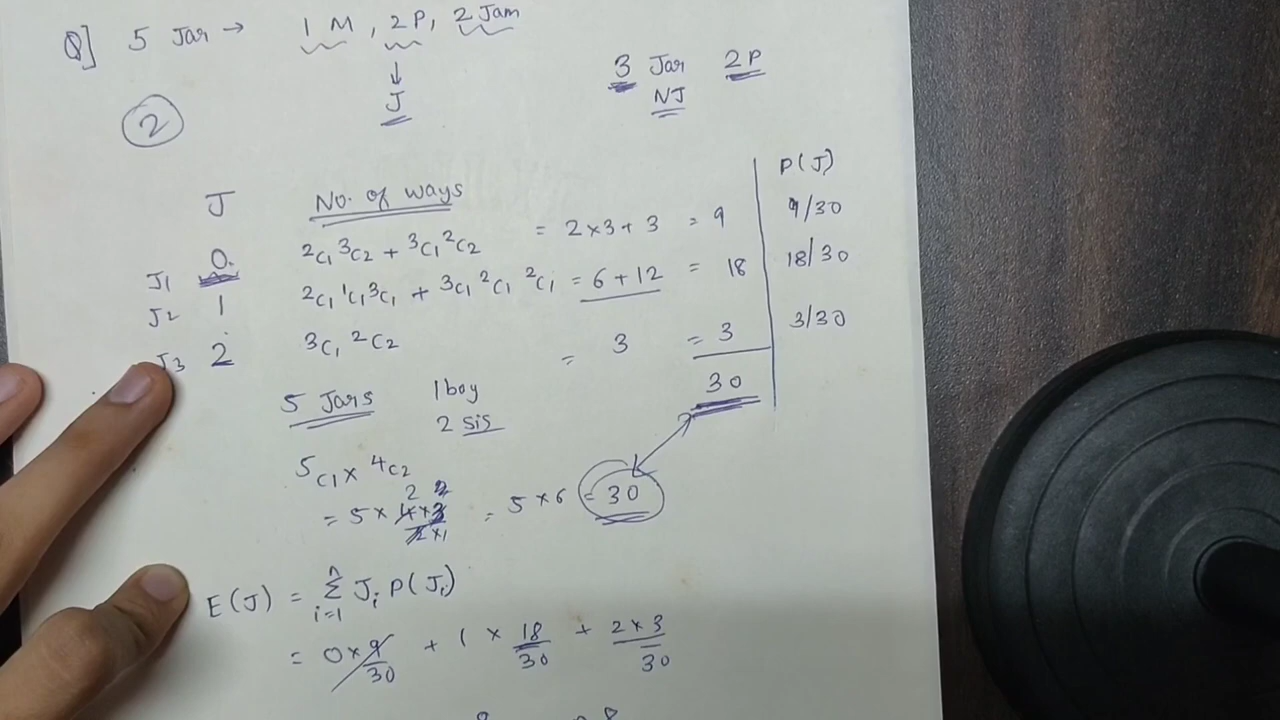 Q] 5 Jar → 1 M , 2 P, 2 Jam
3 Jar 2P
↓
J
NJ
2
P(J)
J No. of ways
0. ²C₁ ³C₂ + ³C₁ ²C₂ = 2×3+3 = 9 9/30
J₁
1 ²C₁ ¹C₁ ³C₁ + ³C₁ ²C₁ ²C₁ = 6+12 = 18 18/30
J₂
2 ³C₁ ²C₂ = 3 = 3 3/30
J₃
30
5 Jars 1 boy
2 sis
⁵C₁ × ⁴C₂
= 5 × 4×3/2×1 = 5×6 = 30
2
E(J) = Σ Jᵢ P(Jᵢ)
n
i=1
= 0×9/30 + 1 × 18/30 + 2×3/30